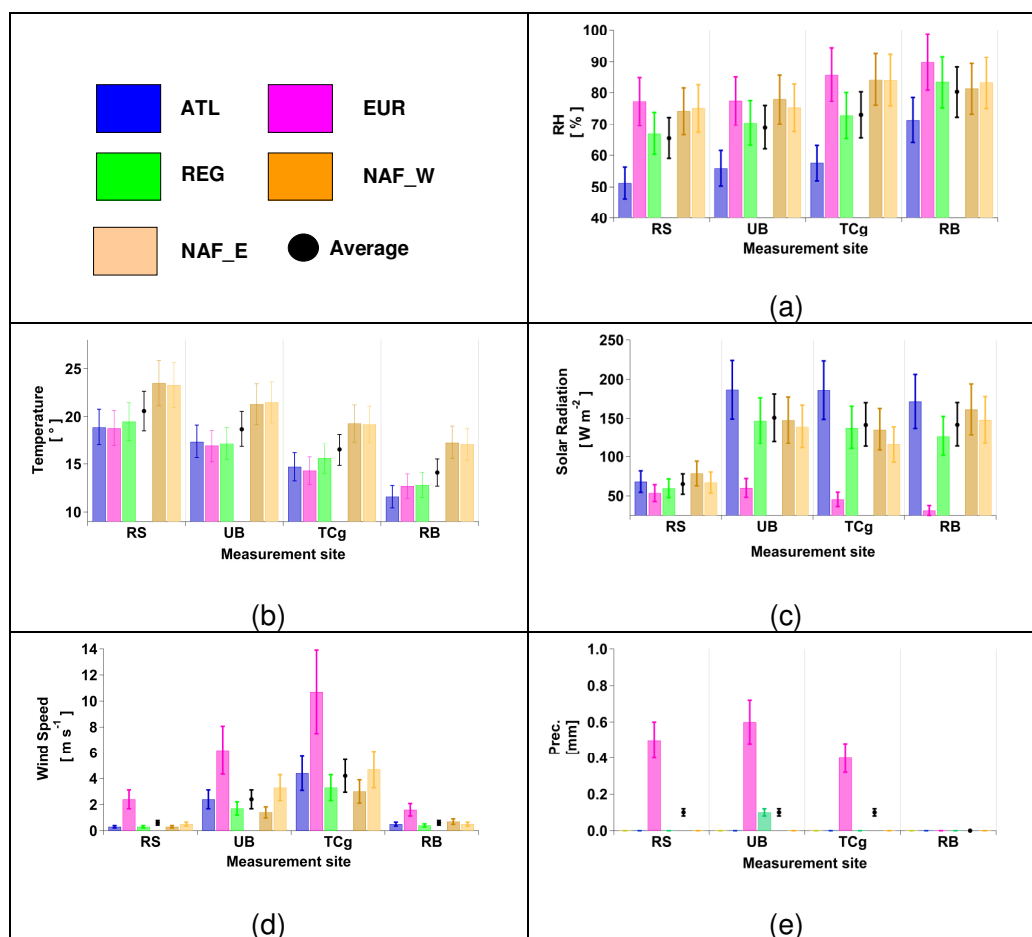 ATL
EUR
REG
NAF_W
NAF_E
Average
100
90
80
70
60
50
40
RH
[ % ]
RS UB TCg RB
Measurement site
(a)
25
20
15
10
Temperature
[ ° ]
RS UB TCg RB
Measurement site
(b)
250
200
150
100
50
Solar Radiation
[ W m-2 ]
RS UB TCg RB
Measurement site
(c)
14
12
10
8
6
4
2
0
Wind Speed
[ m s-1 ]
RS UB TCg RB
Measurement site
(d)
1.0
0.8
0.6
0.4
0.2
0.0
Prec.
[mm]
RS UB TCg RB
Measurement site
(e)